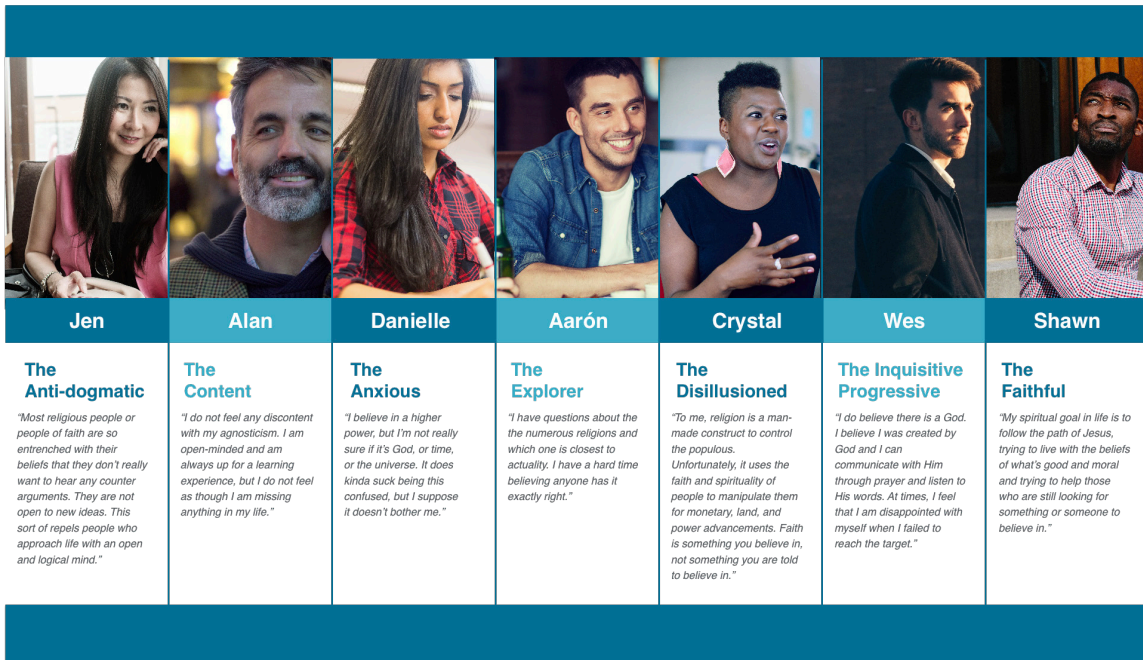 Jen
Alan
Danielle
Aarón
Crystal
Wes
Shawn
The
Anti-dogmatic
“Most religious people or
people of faith are so
entrenched with their
beliefs that they don’t really
want to hear any counter
arguments. They are not
open to new ideas. This
sort of repels people who
approach life with an open
and logical mind.”
The
Content
“I do not feel any discontent
with my agnosticism. I am
open-minded and am
always up for a learning
experience, but I do not feel
as though I am missing
anything in my life.”
The
Anxious
“I believe in a higher
power, but I’m not really
sure if it’s God, or time,
or the universe. It does
kinda suck being this
confused, but I suppose
it doesn’t bother me.”
The
Explorer
“I have questions about the
the numerous religions and
which one is closest to
actuality. I have a hard time
believing anyone has it
exactly right.”
The
Disillusioned
“To me, religion is a man-
made construct to control
the populous.
Unfortunately, it uses the
faith and spirituality of
people to manipulate them
for monetary, land, and
power advancements. Faith
is something you believe in,
not something you are told
to believe in.”
The Inquisitive
Progressive
“I do believe there is a God.
I believe I was created by
God and I can
communicate with Him
through prayer and listen to
His words. At times, I feel
that I am disappointed with
myself when I failed to
reach the target.”
The
Faithful
“My spiritual goal in life is to
follow the path of Jesus,
trying to live with the beliefs
of what’s good and moral
and trying to help those
who are still looking for
something or someone to
believe in.”